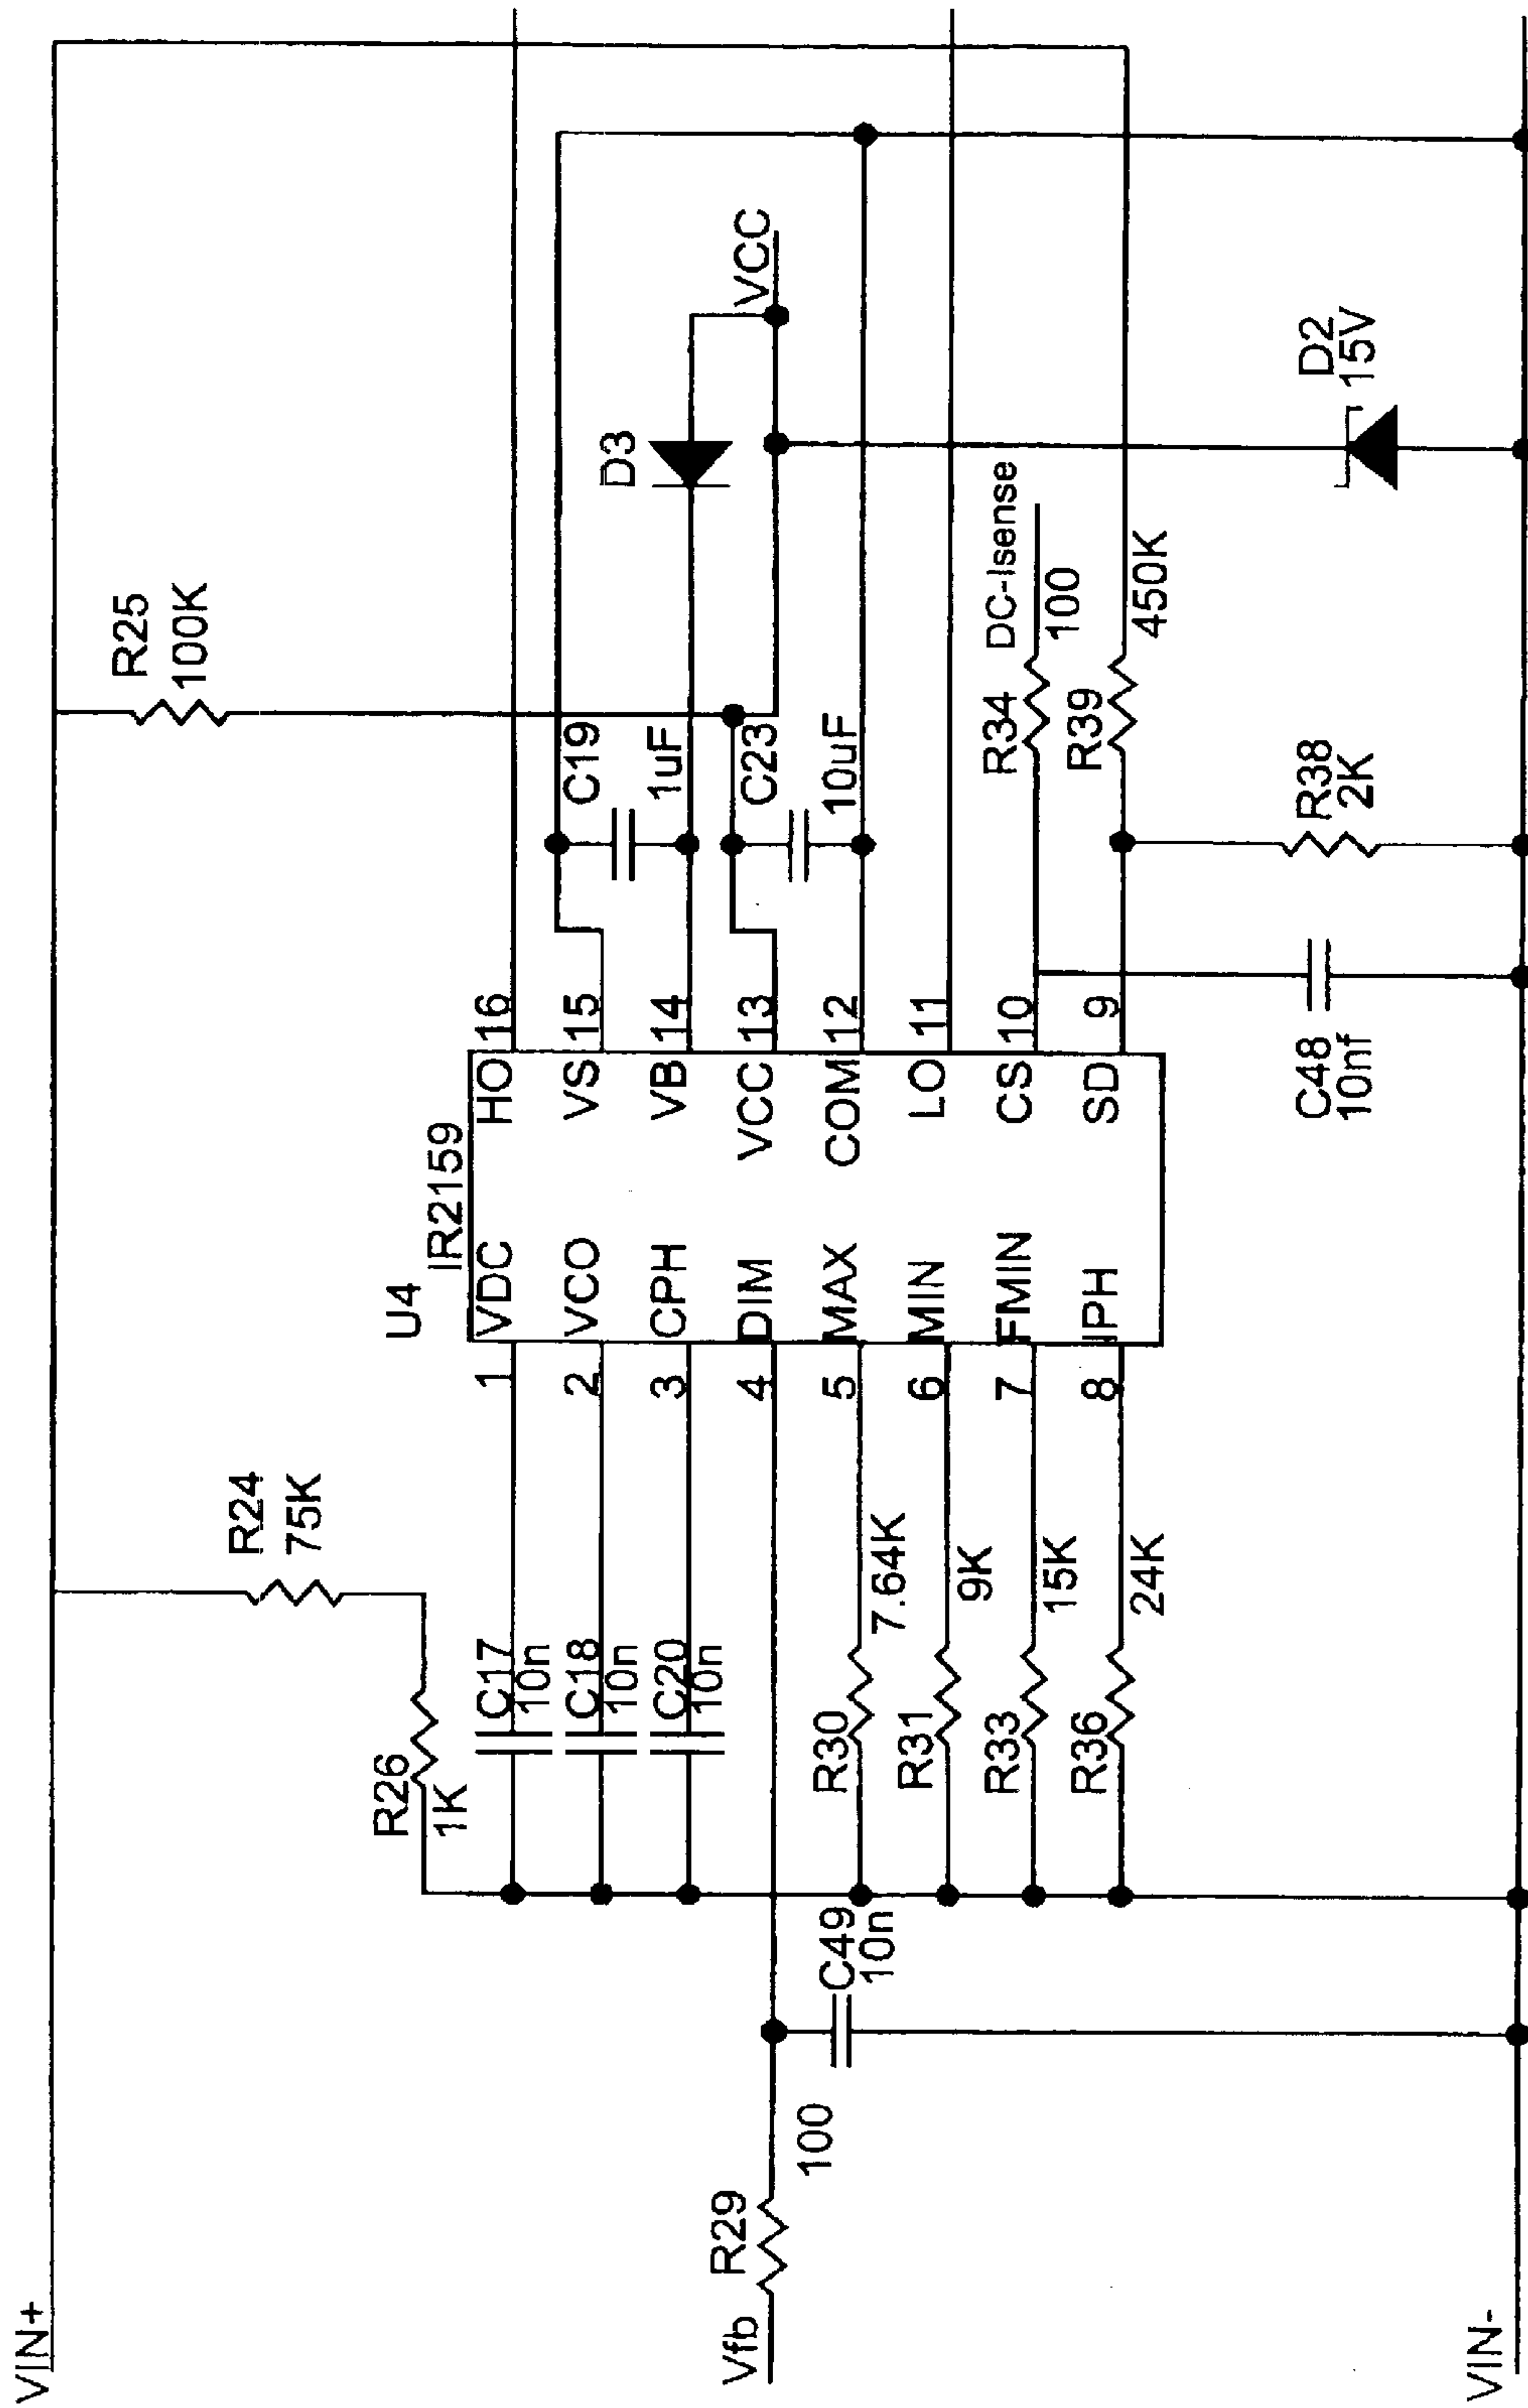 VIN+
R24
75K
R25
100K
R26
1K
U4
IR2159
C17
10n
1
VDC
HO
16
C18
10n
2
VCO
VS
15
C19
1uF
D3
C20
10n
3
CPH
VB
14
Vfb
R29
100
4
DIM
VCC
13
C23
10uF
VCC
C49
10n
R30
7.64K
5
MAX
COM
12
R31
9K
6
MIN
LO
11
R33
15K
7
FMIN
CS
10
R34
100
DC-Isense
R36
24K
8
IPH
SD
9
R39
450K
C48
10nf
R38
2K
D2
15V
VIN-